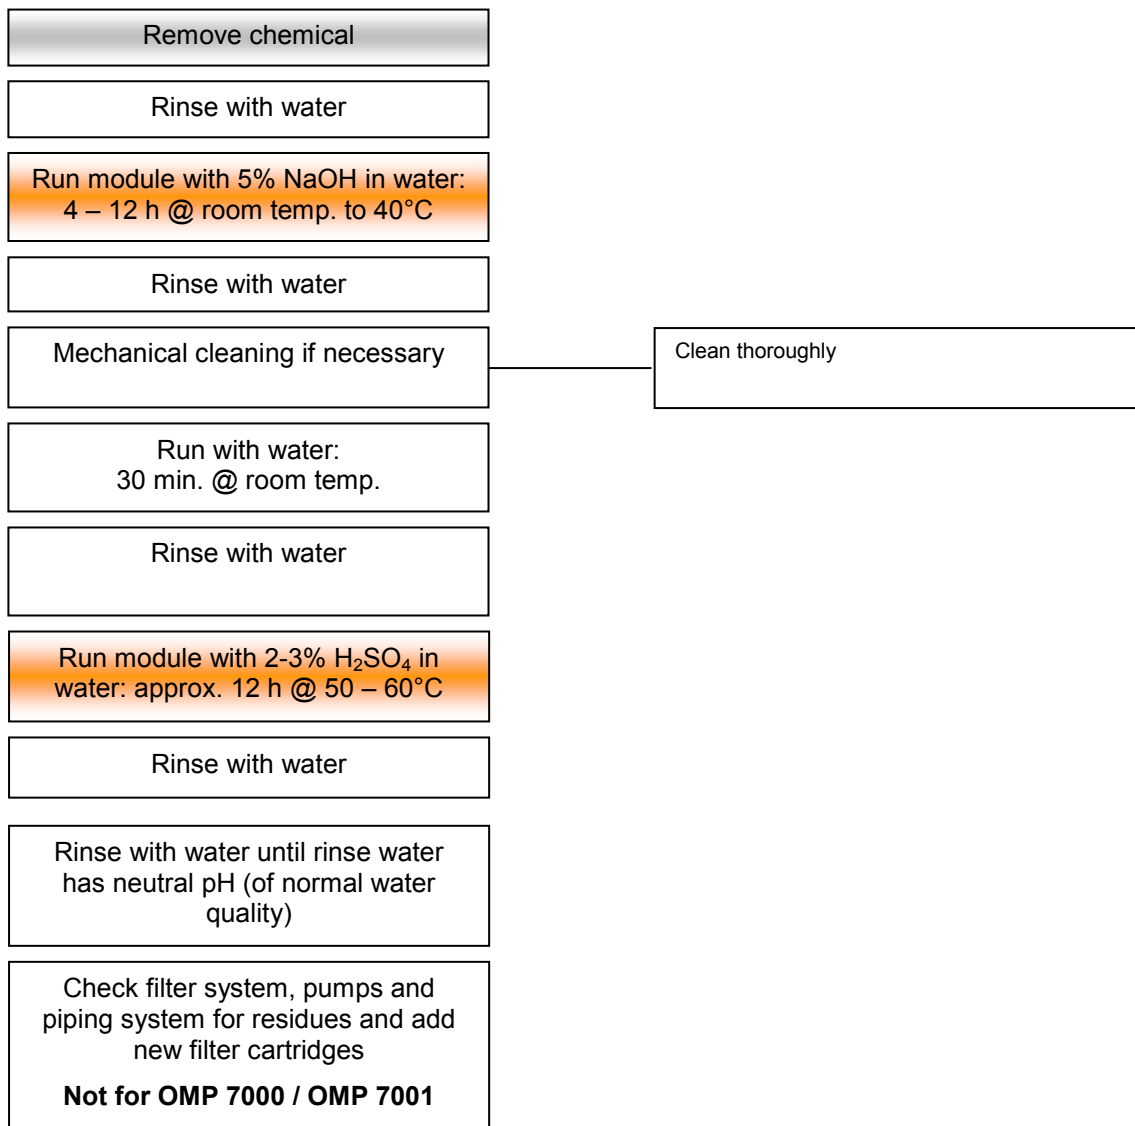 Remove chemical
Rinse with water
Run module with 5% NaOH in water:
4 – 12 h @ room temp. to 40°C
Rinse with water
Mechanical cleaning if necessary
Clean thoroughly
Run with water:
30 min. @ room temp.
Rinse with water
Run module with 2-3% H₂SO₄ in
water: approx. 12 h @ 50 – 60°C
Rinse with water
Rinse with water until rinse water
has neutral pH (of normal water
quality)
Check filter system, pumps and
piping system for residues and add
new filter cartridges
Not for OMP 7000 / OMP 7001